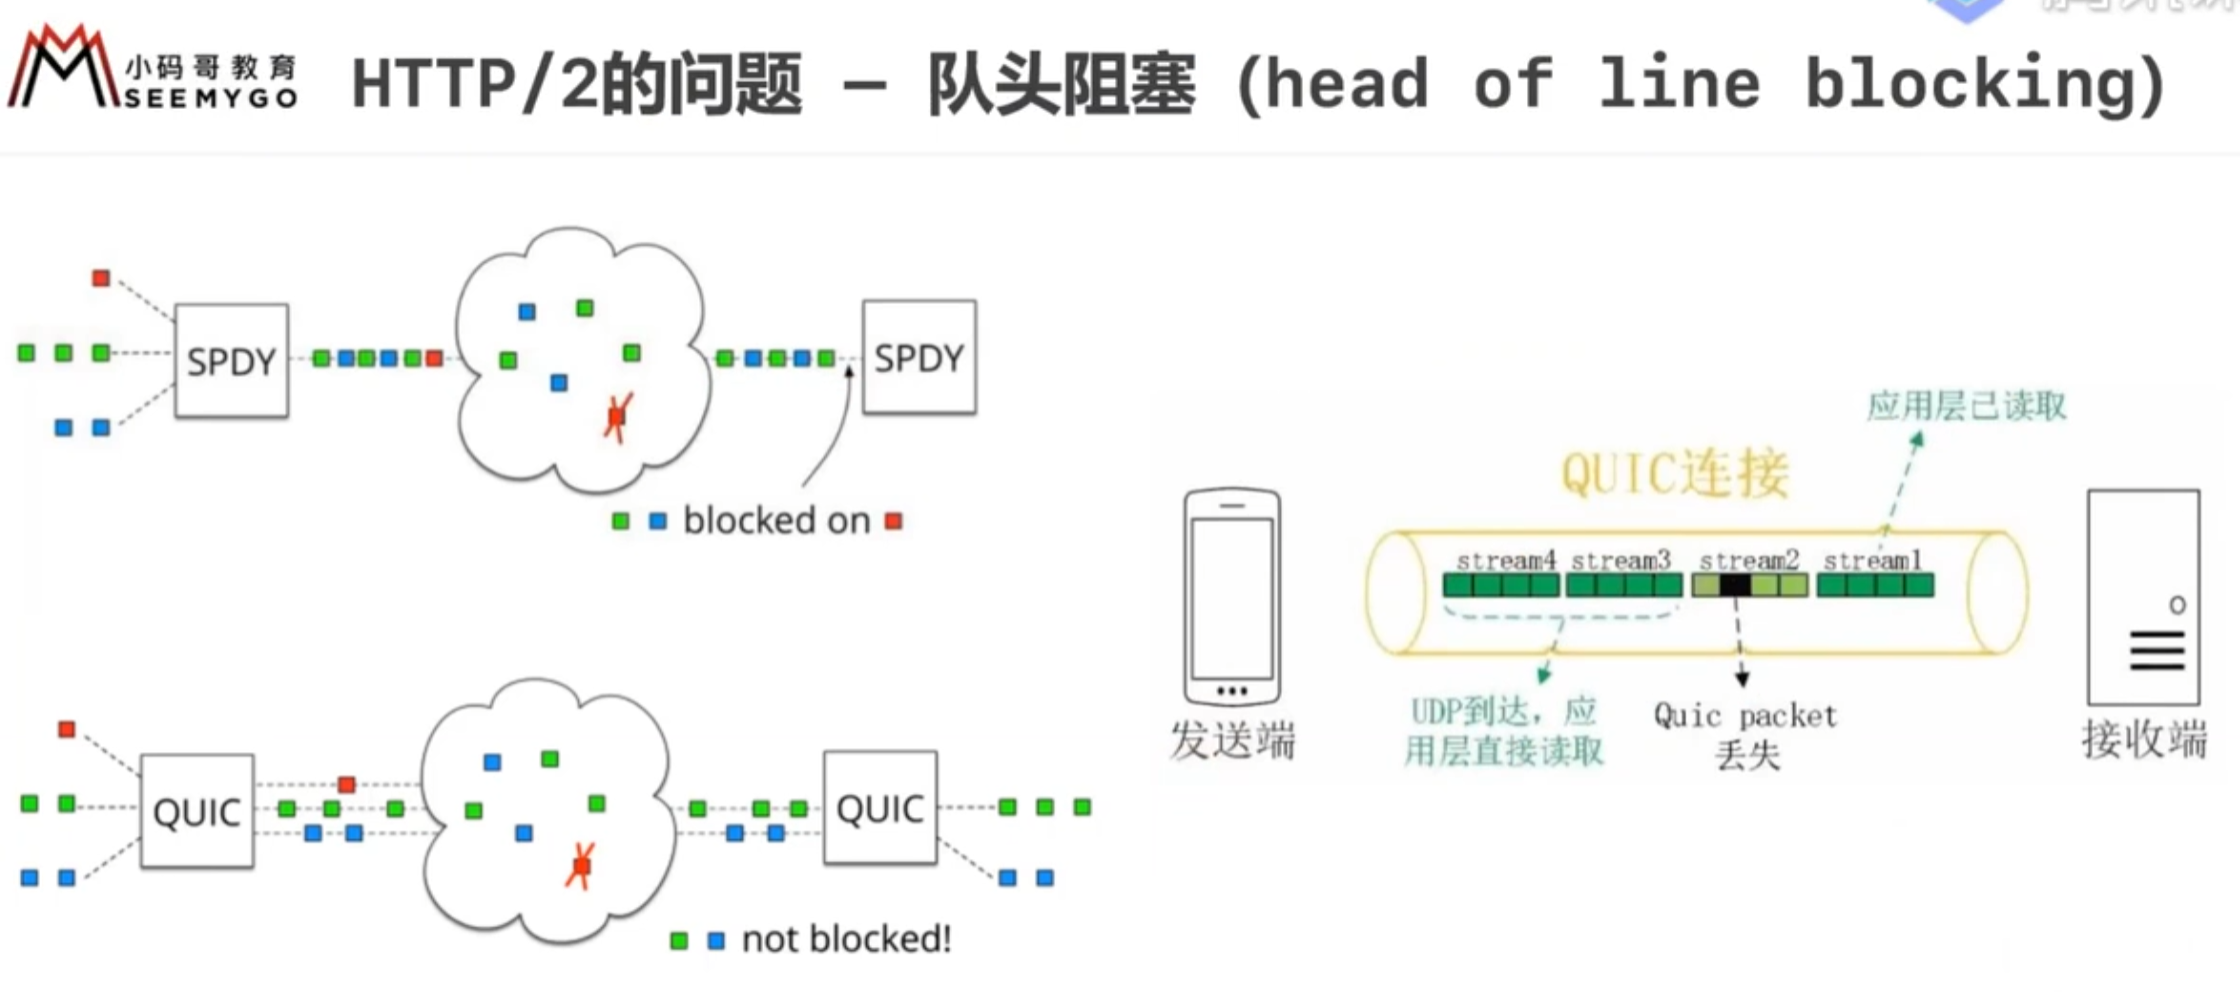 小码哥教育
SEEMYGO
HTTP/2的问题 — 队头阻塞 (head of line blocking)
SPDY
SPDY
blocked on
QUIC
QUIC
not blocked!
应用层已读取
QUIC连接
stream4 stream3 stream2 stream1
UDP到达，应
用层直接读取
Quic packet
丢失
发送端
接收端